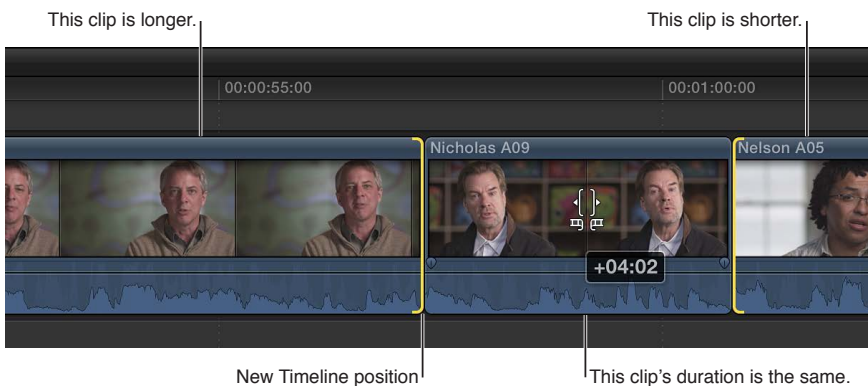 This clip is longer.
This clip is shorter.
00:00:55:00
00:01:00:00
Nicholas A09
Nelson A05
+04:02
New Timeline position
This clip’s duration is the same.